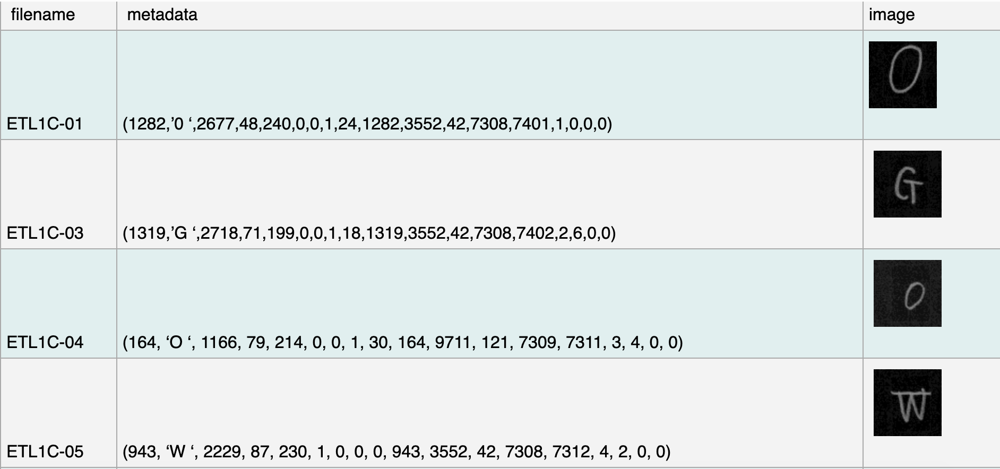 filename metadata image
O
ETL1C-01 (1282,’0 ‘,2677,48,240,0,0,1,24,1282,3552,42,7308,7401,1,0,0,0)
G
ETL1C-03 (1319,’G ‘,2718,71,199,0,0,1,18,1319,3552,42,7308,7402,2,6,0,0)
O
ETL1C-04 (164, ‘O ‘, 1166, 79, 214, 0, 0, 1, 30, 164, 9711, 121, 7309, 7311, 3, 4, 0, 0)
W
ETL1C-05 (943, ‘W ‘, 2229, 87, 230, 1, 0, 0, 0, 943, 3552, 42, 7308, 7312, 4, 2, 0, 0)